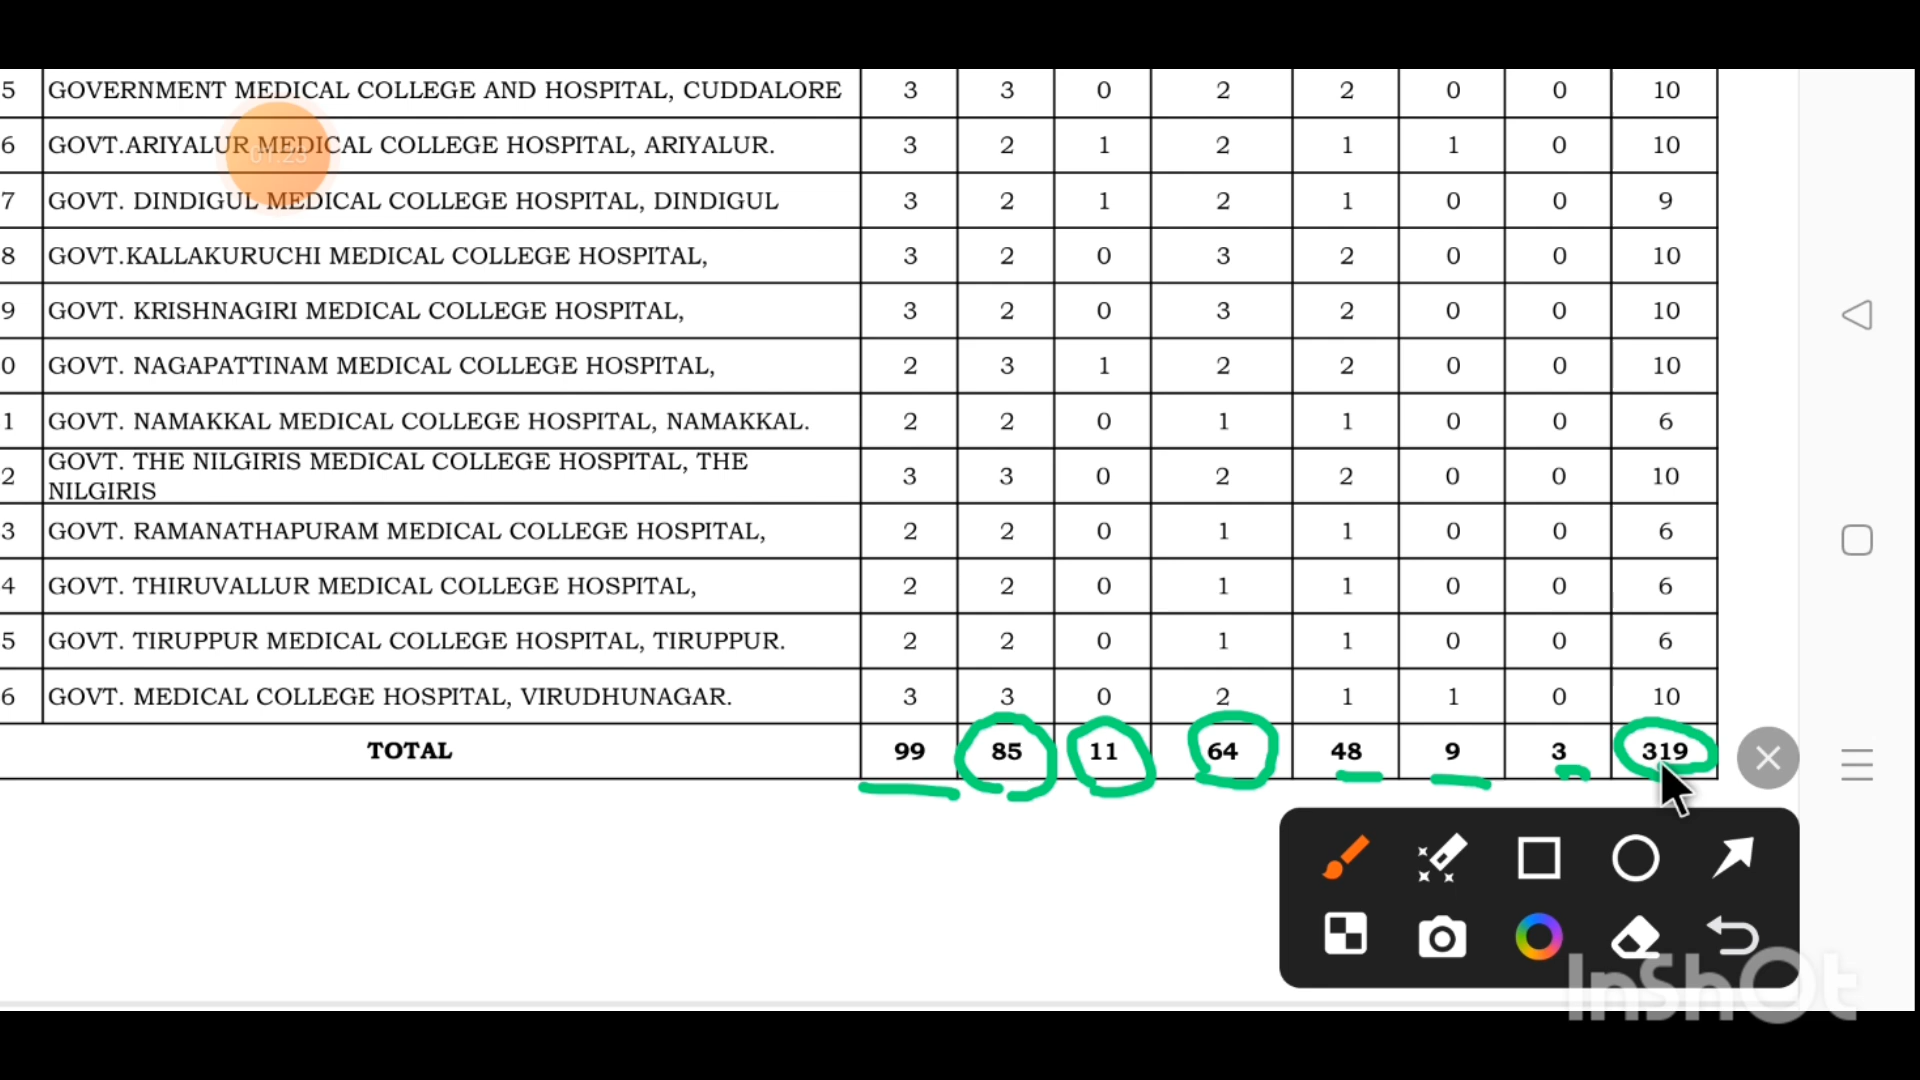 5 GOVERNMENT MEDICAL COLLEGE AND HOSPITAL, CUDDALORE 3 3 0 2 2 0 0 10
6 GOVT.ARIYALUR MEDICAL COLLEGE HOSPITAL, ARIYALUR. 3 2 1 2 1 1 0 10
01:23
7 GOVT. DINDIGUL MEDICAL COLLEGE HOSPITAL, DINDIGUL 3 2 1 2 1 0 0 9
8 GOVT.KALLAKURUCHI MEDICAL COLLEGE HOSPITAL, 3 2 0 3 2 0 0 10
9 GOVT. KRISHNAGIRI MEDICAL COLLEGE HOSPITAL, 3 2 0 3 2 0 0 10
0 GOVT. NAGAPATTINAM MEDICAL COLLEGE HOSPITAL, 2 3 1 2 2 0 0 10
1 GOVT. NAMAKKAL MEDICAL COLLEGE HOSPITAL, NAMAKKAL. 2 2 0 1 1 0 0 6
2 GOVT. THE NILGIRIS MEDICAL COLLEGE HOSPITAL, THE
NILGIRIS 3 3 0 2 2 0 0 10
3 GOVT. RAMANATHAPURAM MEDICAL COLLEGE HOSPITAL, 2 2 0 1 1 0 0 6
4 GOVT. THIRUVALLUR MEDICAL COLLEGE HOSPITAL, 2 2 0 1 1 0 0 6
5 GOVT. TIRUPPUR MEDICAL COLLEGE HOSPITAL, TIRUPPUR. 2 2 0 1 1 0 0 6
6 GOVT. MEDICAL COLLEGE HOSPITAL, VIRUDHUNAGAR. 3 3 0 2 1 1 0 10
TOTAL 99 85 11 64 48 9 3 319
InShOt